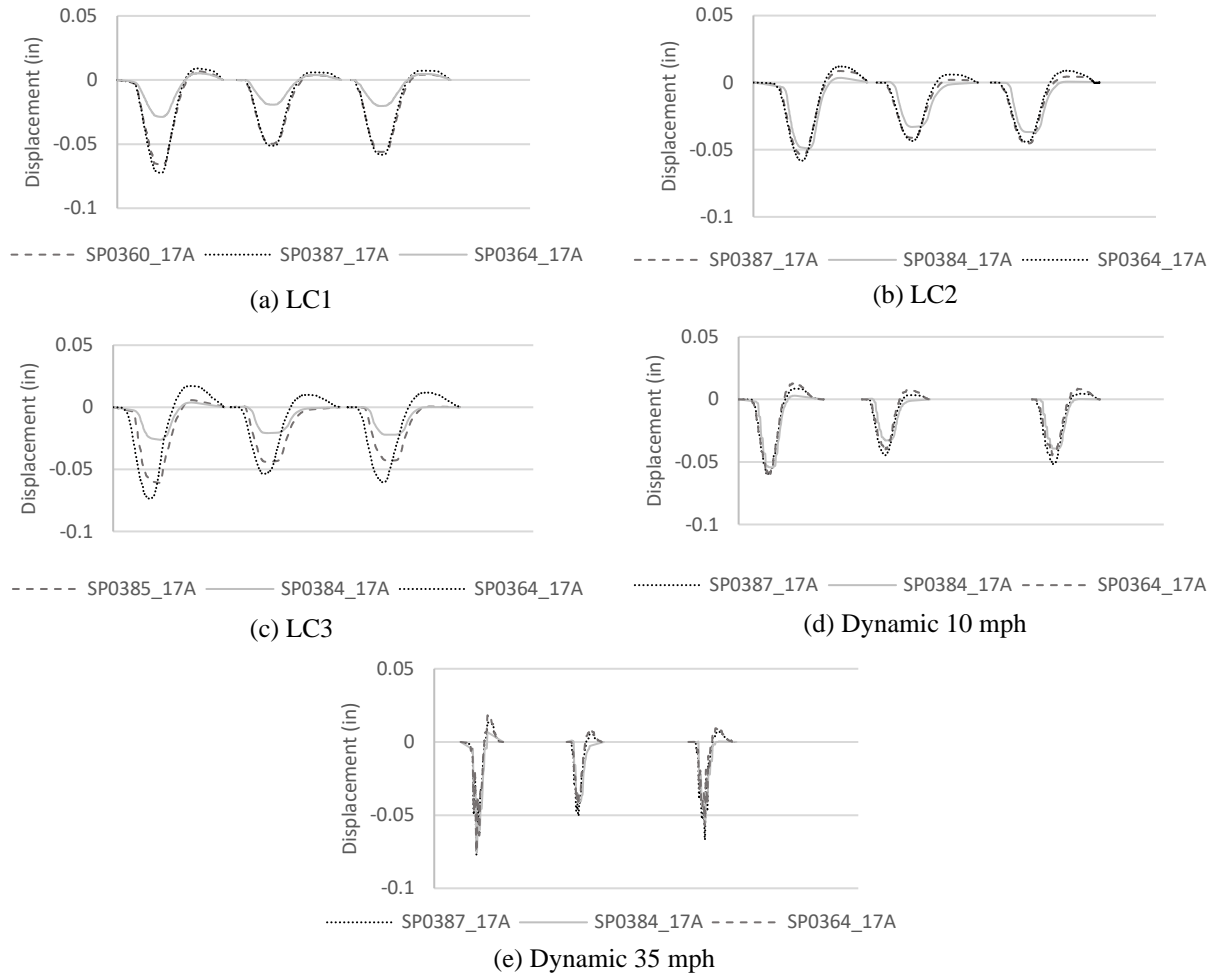 0.05
0
-0.05
-0.1
Displacement (in)
SP0360_17A SP0387_17A SP0364_17A
(a) LC1
0.05
0
-0.05
-0.1
Displacement (in)
SP0387_17A SP0384_17A SP0364_17A
(b) LC2
0.05
0
-0.05
-0.1
Displacement (in)
SP0385_17A SP0384_17A SP0364_17A
(c) LC3
0.05
0
-0.05
-0.1
Displacement (in)
SP0387_17A SP0384_17A SP0364_17A
(d) Dynamic 10 mph
0.05
0
-0.05
-0.1
Displacement (in)
SP0387_17A SP0384_17A SP0364_17A
(e) Dynamic 35 mph